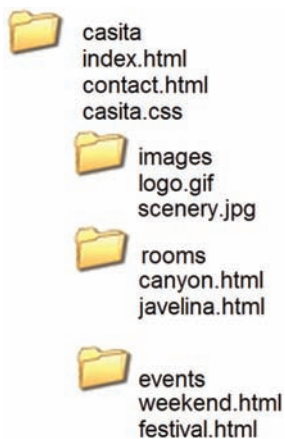 casita
index.html
contact.html
casita.css
images
logo.gif
scenery.jpg
rooms
canyon.html
javelina.html
events
weekend.html
festival.html